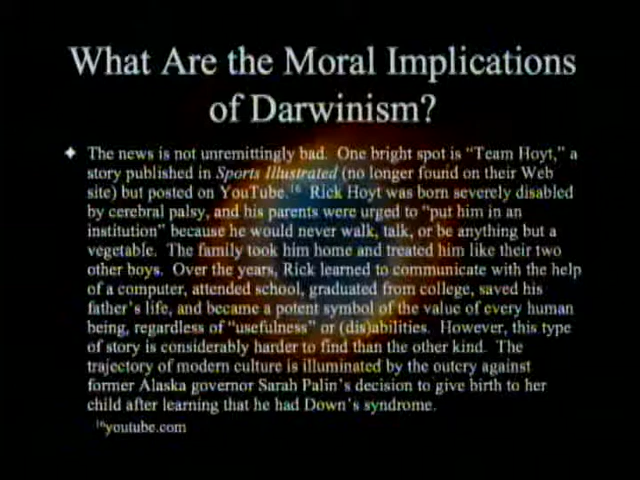 What Are the Moral Implications
of Darwinism?
✦ The news is not unremittingly bad. One bright spot is “Team Hoyt,” a
story published in Sports Illustrated (no longer found on their Web
site) but posted on YouTube.¹⁶ Rick Hoyt was born severely disabled
by cerebral palsy, and his parents were urged to “put him in an
institution” because he would never walk, talk, or be anything but a
vegetable. The family took him home and treated him like their two
other boys. Over the years, Rick learned to communicate with the help
of a computer, attended school, graduated from college, saved his
father’s life, and became a potent symbol of the value of every human
being, regardless of “usefulness” or (dis)abilities. However, this type
of story is considerably harder to find than the other kind. The
trajectory of modern culture is illuminated by the outcry against
former Alaska governor Sarah Palin’s decision to give birth to her
child after learning that he had Down’s syndrome.
¹⁶youtube.com